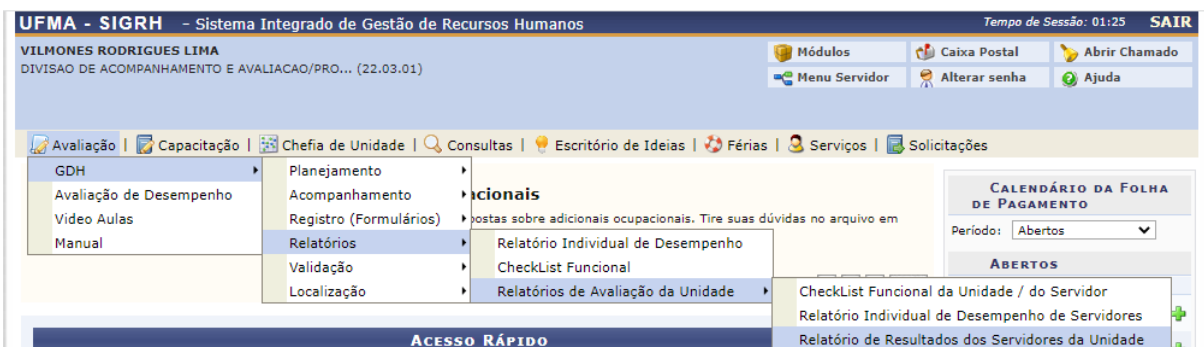 UFMA - SIGRH - Sistema Integrado de Gestão de Recursos Humanos
Tempo de Sessão: 01:25 SAIR
VILMONES RODRIGUES LIMA
DIVISAO DE ACOMPANHAMENTO E AVALIACAO/PRO... (22.03.01)
Módulos
Caixa Postal
Abrir Chamado
Menu Servidor
Alterar senha
Ajuda
Avaliação | Capacitação | Chefia de Unidade | Consultas | Escritório de Ideias | Férias | Serviços | Solicitações
GDH
Avaliação de Desempenho
Video Aulas
Manual
Planejamento
Acompanhamento
Registro (Formulários)
Relatórios
Validação
Localização
acionais
postas sobre adicionais ocupacionais. Tire suas dúvidas no arquivo em
Relatório Individual de Desempenho
CheckList Funcional
Relatórios de Avaliação da Unidade
CheckList Funcional da Unidade / do Servidor
Relatório Individual de Desempenho de Servidores
Relatório de Resultados dos Servidores da Unidade
CALENDÁRIO DA FOLHA
DE PAGAMENTO
Período: Abertos
ABERTOS
ACESSO RÁPIDO